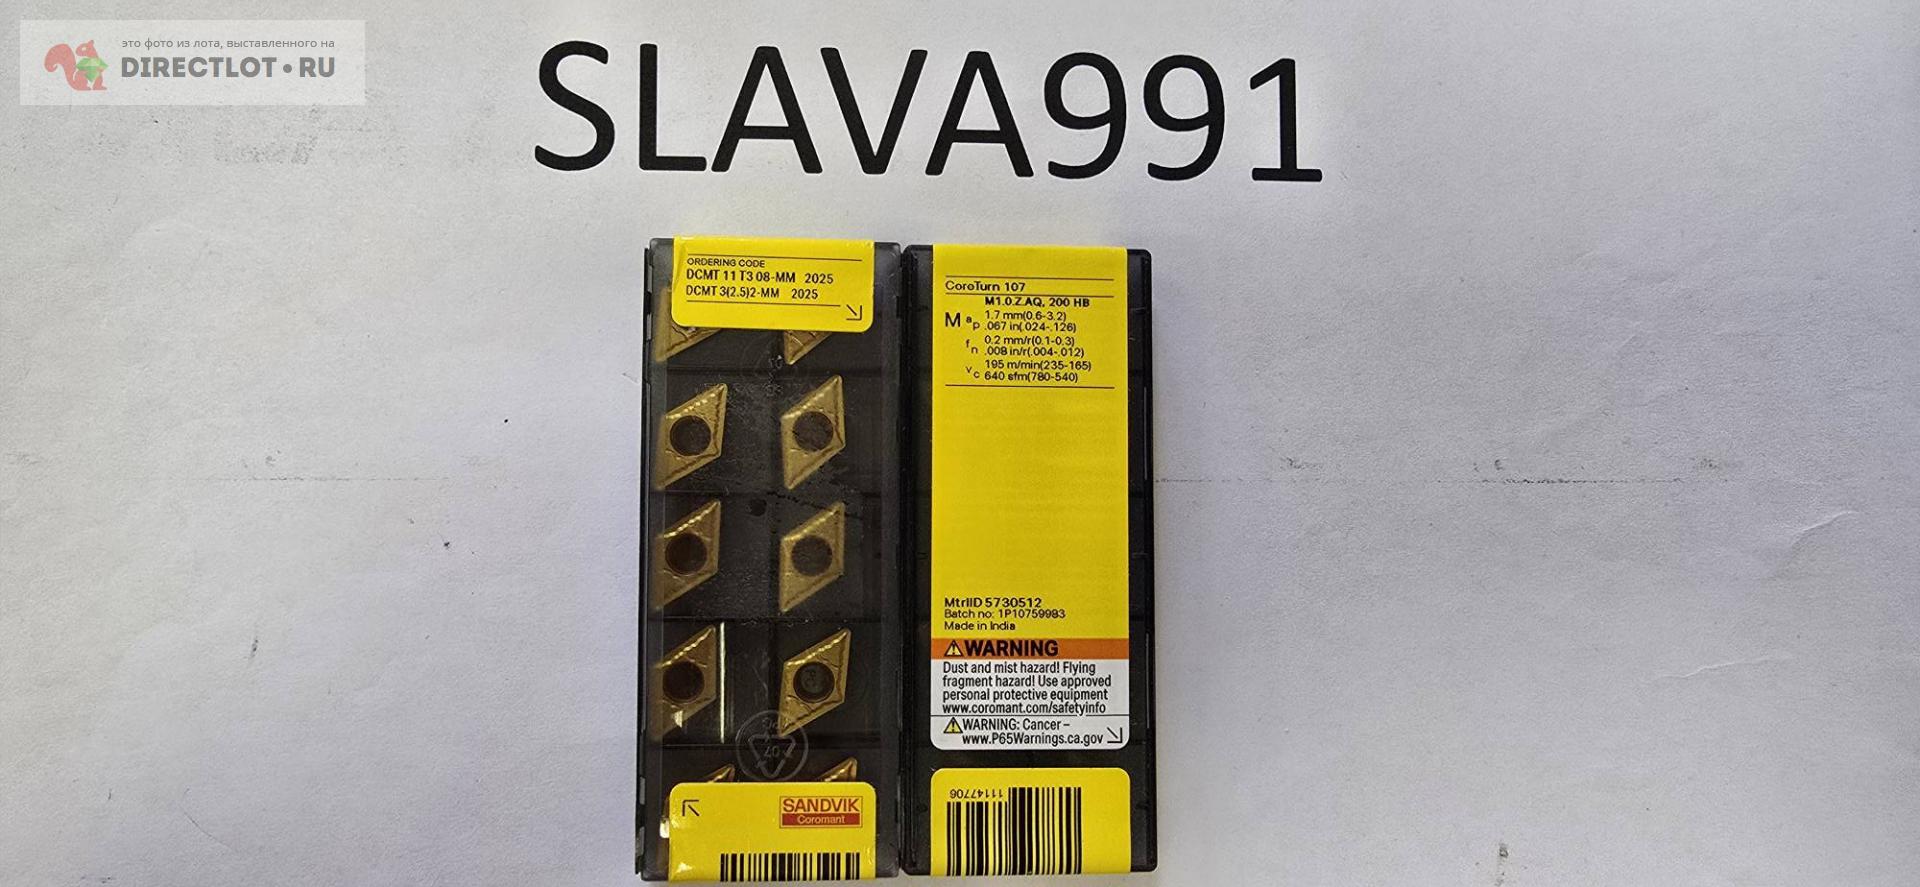 это фото из лота, выставленного на
DIRECTLOT•RU
SLAVA991
ORDERING CODE
DCMT 11 T3 08-MM 2025
DCMT 3(2.5)2-MM 2025
SANDVIK
Coromant
CoroTurn 107
M1.0.Z.AQ, 200 HB
M ap 1.7 mm(0.6-3.2)
.067 in(.024-.126)
fn 0.2 mm/r(0.1-0.3)
.008 in/r(.004-.012)
vc 195 m/min(235-165)
640 sfm(780-540)
MtrlID 5730512
Batch no: 1P10759983
Made in India
WARNING
Dust and mist hazard! Flying
fragment hazard! Use approved
personal protective equipment
www.coromant.com/safetyinfo
WARNING: Cancer –
www.P65Warnings.ca.gov
11147706